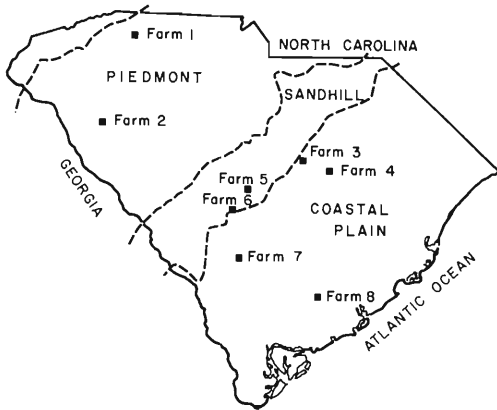 Farm 1
NORTH CAROLINA
PIEDMONT
SANDHILL
Farm 2
GEORGIA
Farm 3
Farm 4
Farm 5
Farm 6
COASTAL
PLAIN
Farm 7
Farm 8
ATLANTIC OCEAN